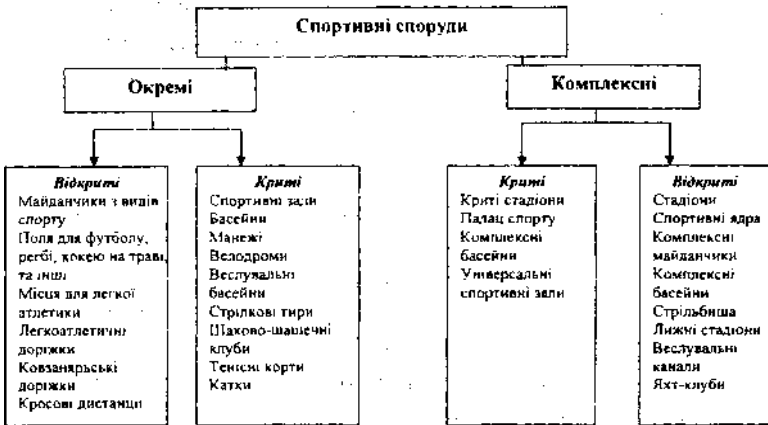 Спортивні споруди
Окремі
Комплексні
Відкриті
Майданчики з видів
спорту
Поля для футболу,
регбі, хокею на траві,
та інші
Місця для легкої
атлетики
Легкоатлетичні
доріжки
Ковзанярські
доріжки
Кросові дистанції
Криті
Спортивні зали
Басейни
Манежі
Велодроми
Веслувальні
басейни
Стрілкові тири
Шахово-шашечні
клуби
Тенісні корти
Катки
Криті
Криті стадіони
Палац спорту
Комплексні
басейни
Універсальні
спортивні зали
Відкриті
Стадіони
Спортивні ядра
Комплексні
майданчики
Комплексні
басейни
Стрільбища
Лижні стадіони
Веслувальні
канали
Яхт-клуби